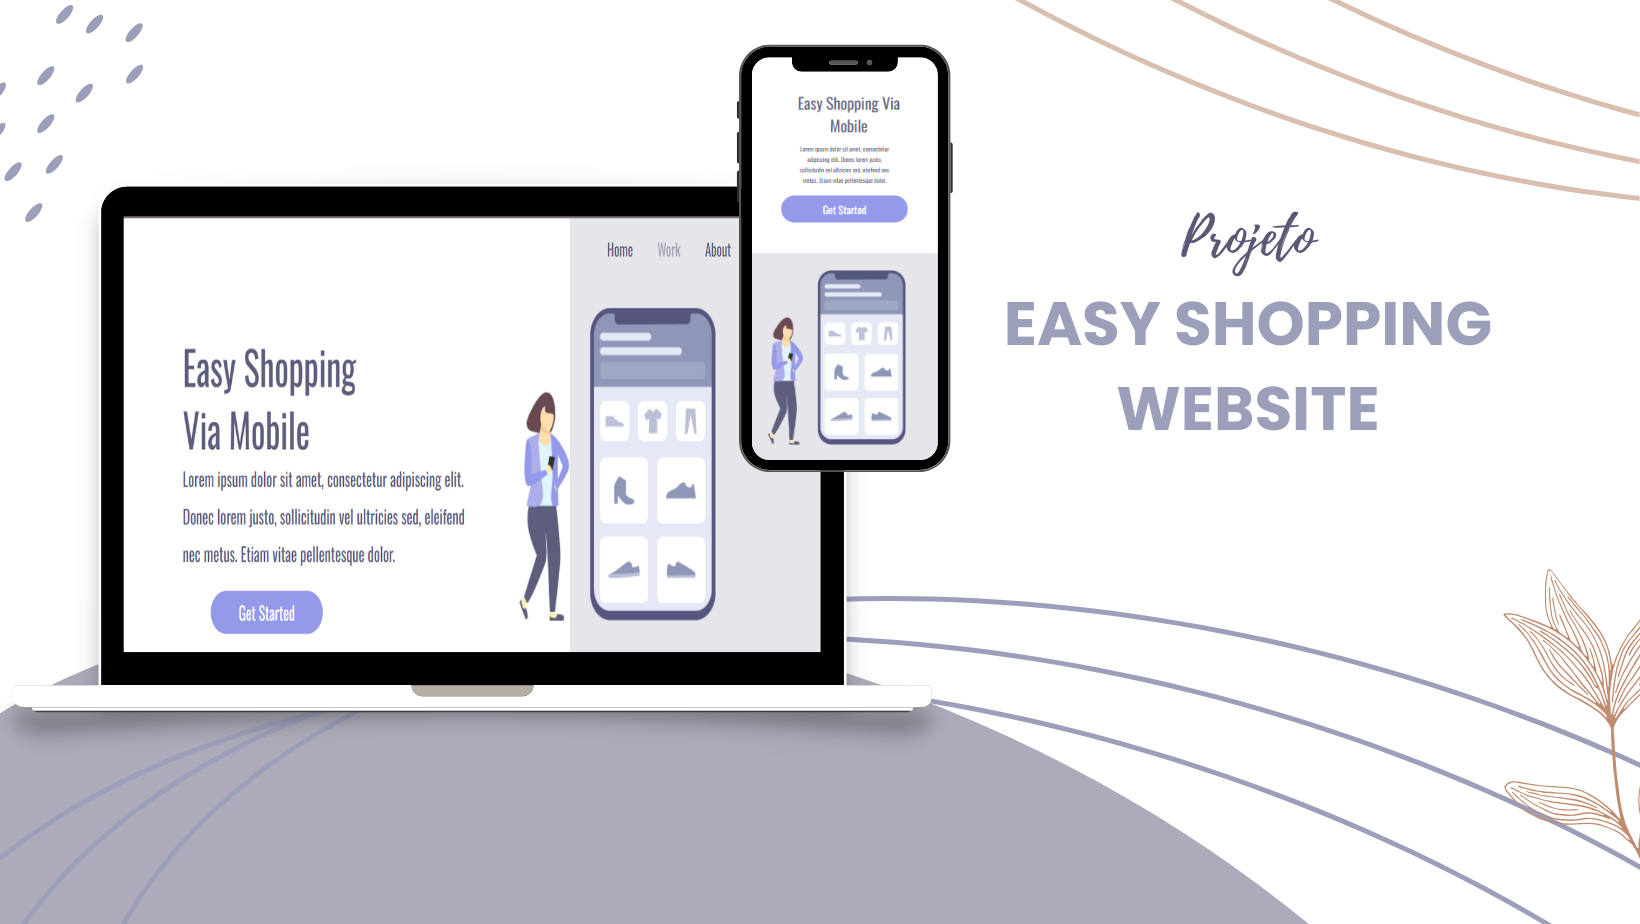 Home Work About
Easy Shopping
Via Mobile
Lorem ipsum dolor sit amet, consectetur adipiscing elit.
Donec lorem justo, sollicitudin vel ultricies sed, eleifend
nec metus. Etiam vitae pellentesque dolor.
Get Started
Easy Shopping Via
Mobile
Lorem ipsum dolor sit amet, consectetur
adipiscing elit. Donec lorem justo,
sollicitudin vel ultricies sed, eleifend nec
metus. Etiam vitae pellentesque dolor.
Get Started
Projeto
EASY SHOPPING
WEBSITE